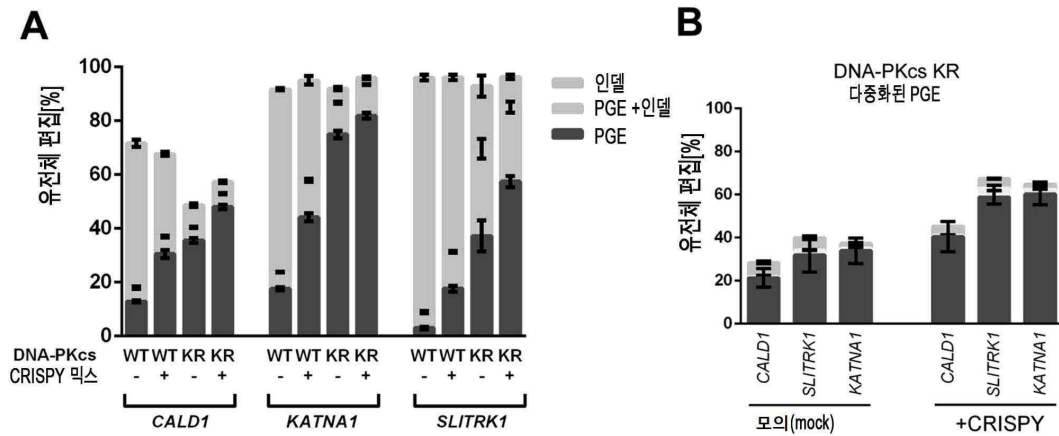 A
유전체 편집[%]
100
80
60
40
20
0
인델
PGE +인델
PGE
DNA-PKcs WT WT KR KR WT WT KR KR WT WT KR KR
CRISPY 믹스 - + - + - + - + - + - +
CALD1 KATNA1 SLITRK1
B
DNA-PKcs KR
다중화된 PGE
유전체 편집[%]
100
80
60
40
20
0
CALD1 SLITRK1 KATNA1 CALD1 SLITRK1 KATNA1
모의(mock) +CRISPY